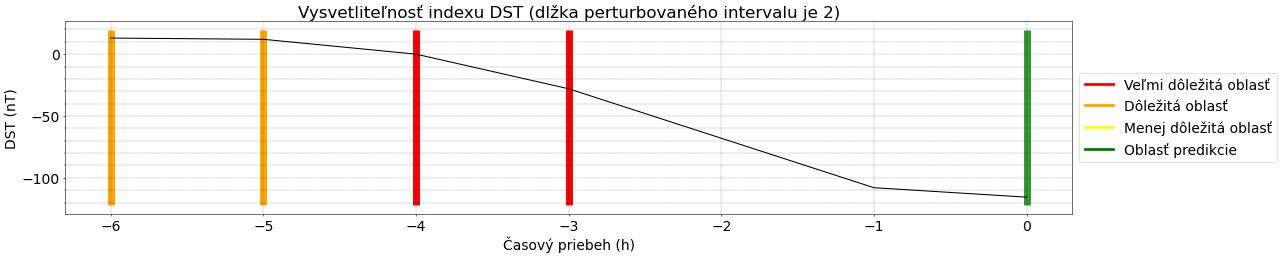 Vysvetliteľnosť indexu DST (dlžka perturbovaného intervalu je 2)
0
−50
−100
DST (nT)
−6 −5 −4 −3 −2 −1 0
Časový priebeh (h)
Veľmi dôležitá oblasť
Dôležitá oblasť
Menej dôležitá oblasť
Oblasť predikcie